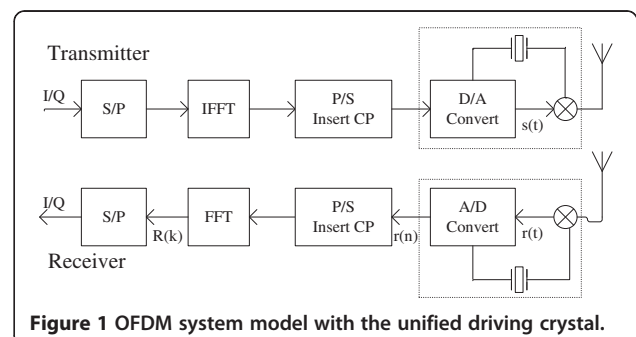 Transmitter
I/Q
S/P
IFFT
P/S
Insert CP
D/A
Convert
s(t)
I/Q
S/P
R(k)
FFT
P/S
Insert CP
r(n)
A/D
Convert
r(t)
Receiver
Figure 1 OFDM system model with the unified driving crystal.